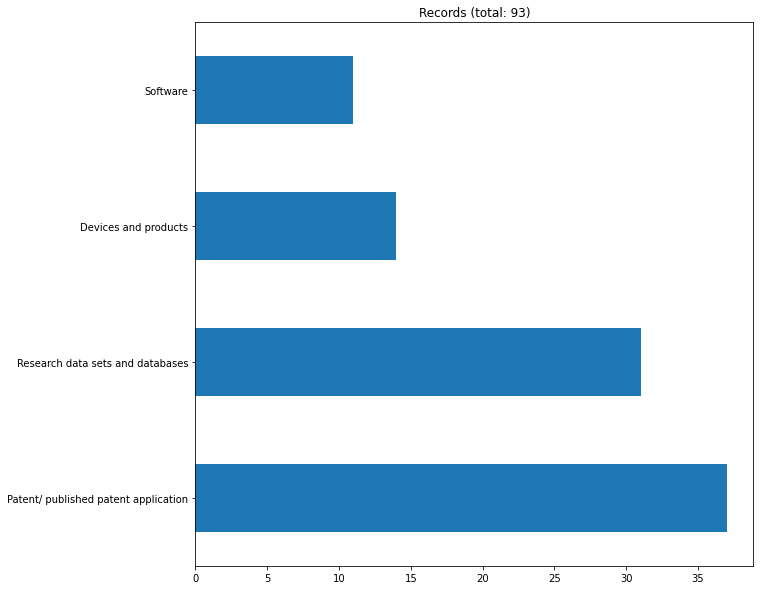 Records (total: 93)
Software
Devices and products
Research data sets and databases
Patent/ published patent application
0 5 10 15 20 25 30 35